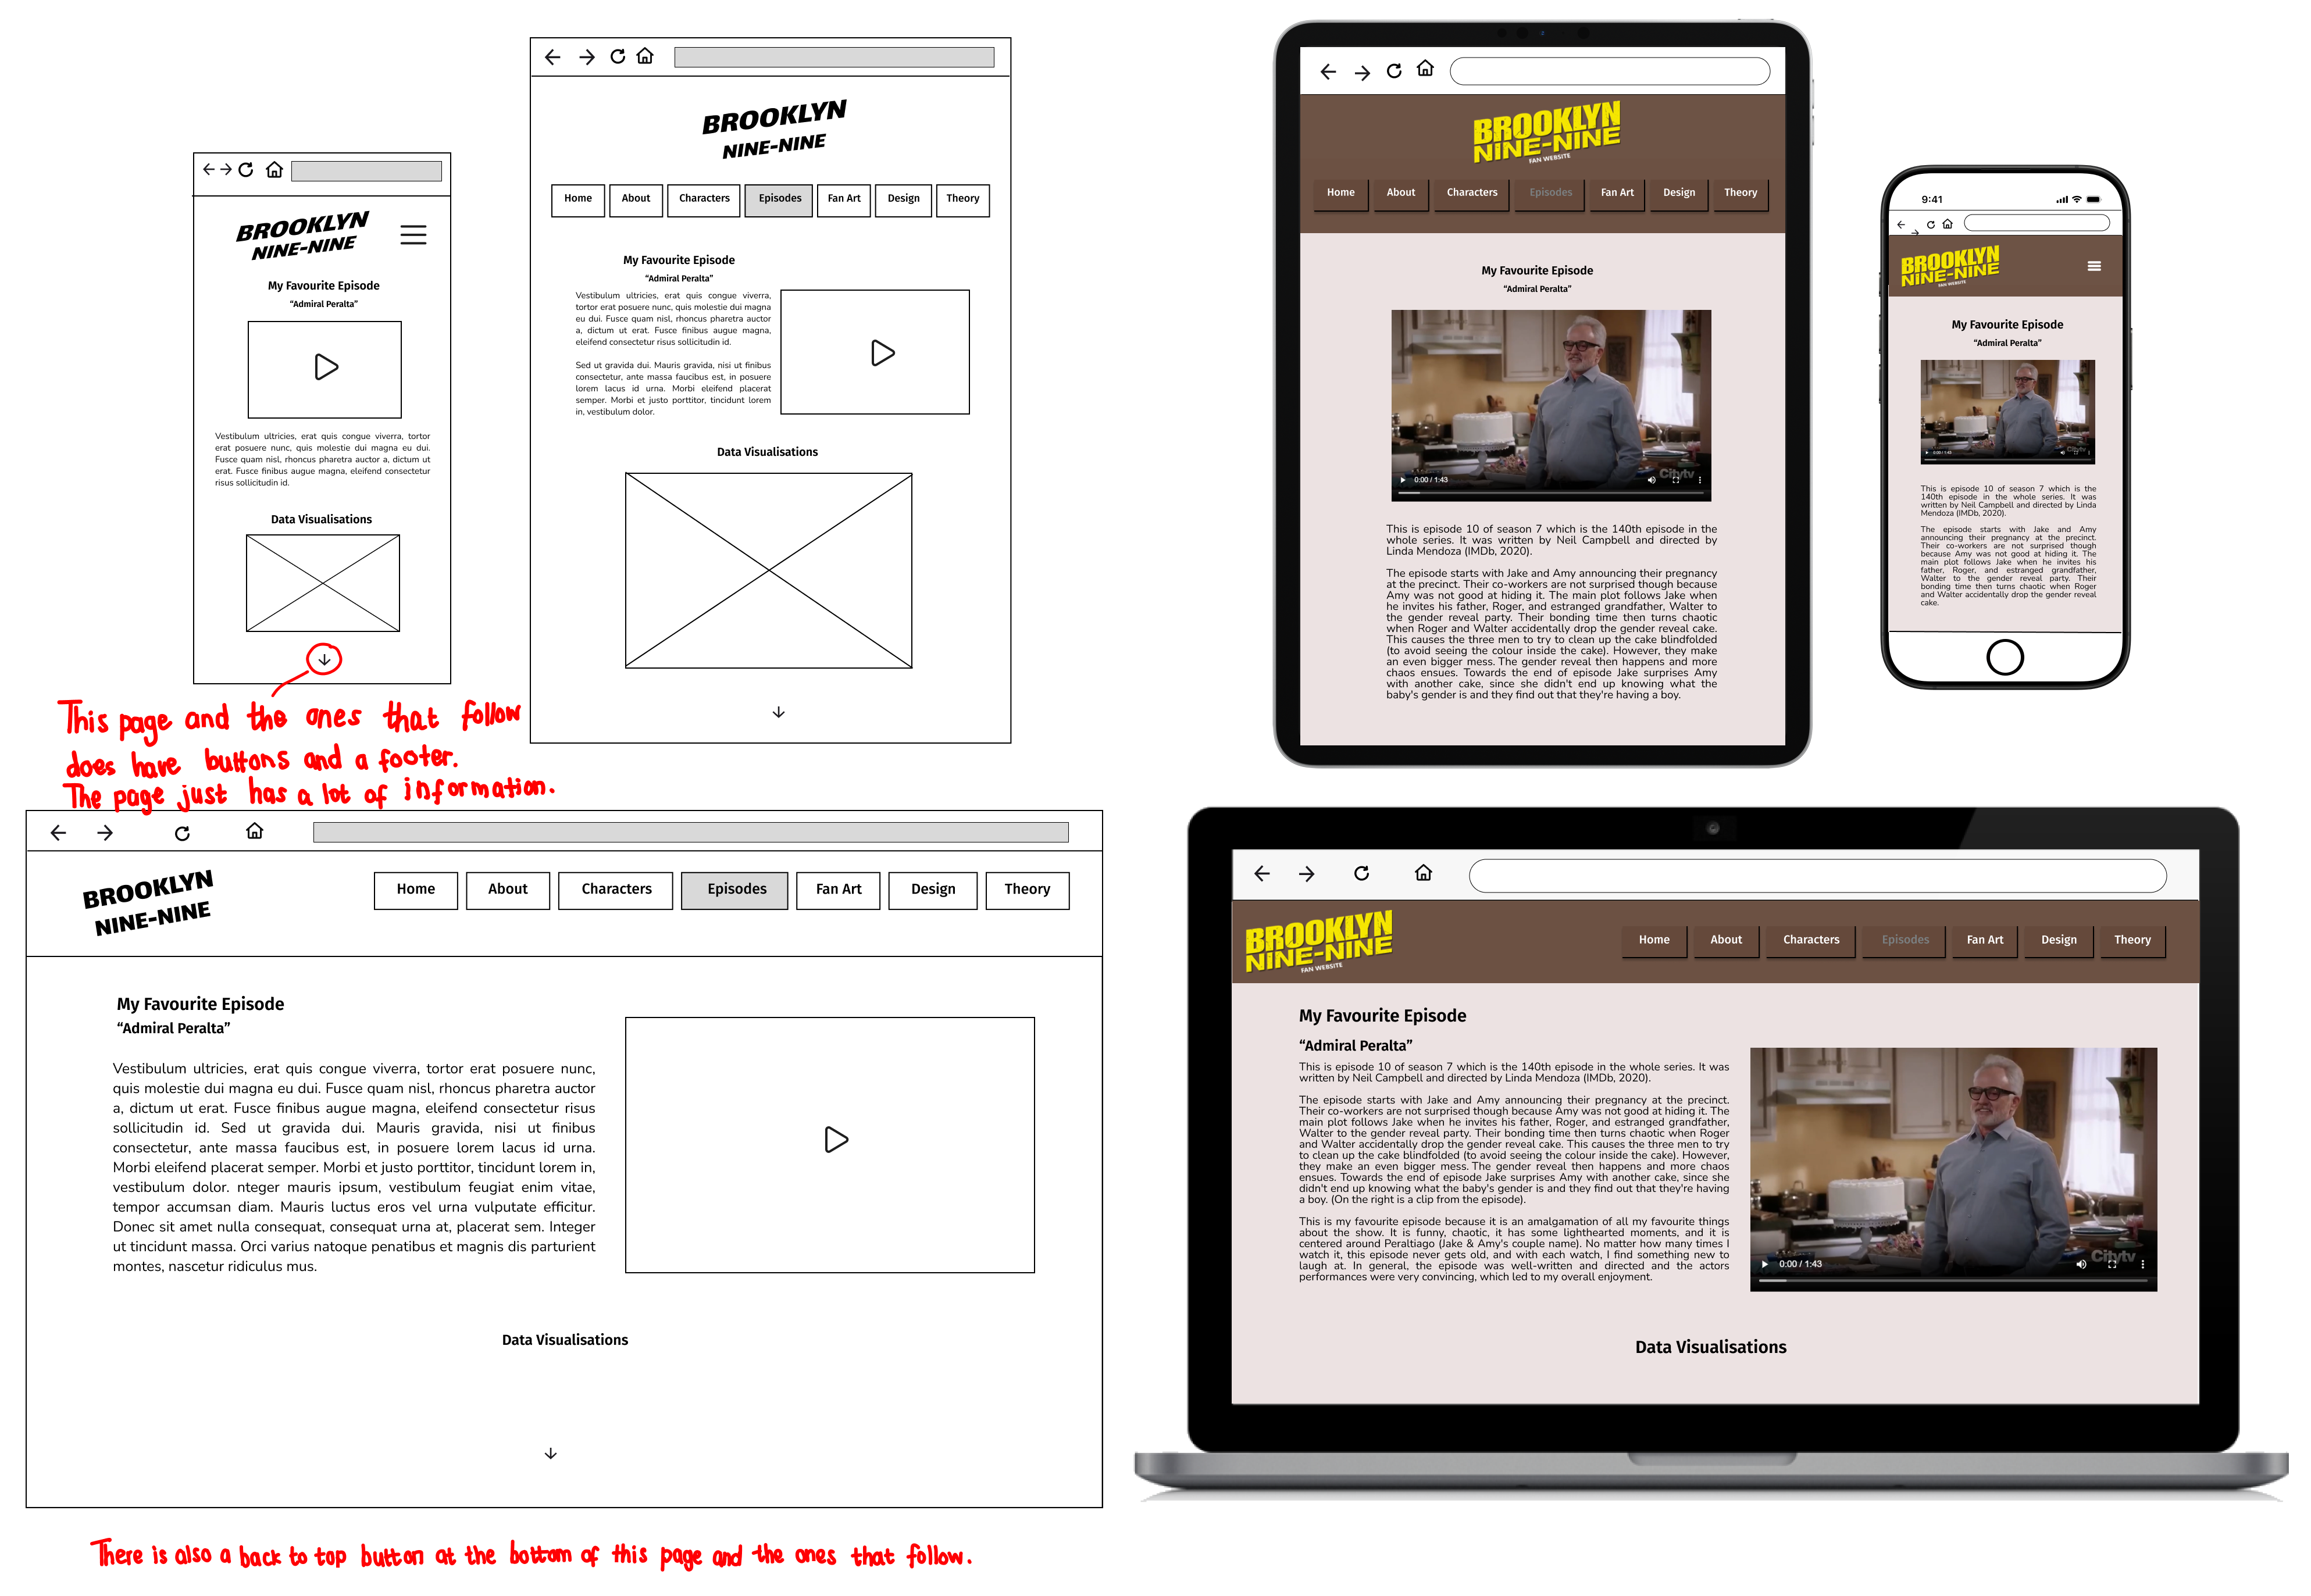 BROOKLYN
NINE-NINE
My Favourite Episode
“Admiral Peralta”
Vestibulum ultricies, erat quis congue viverra, tortor
erat posuere nunc, quis molestie dui magna eu dui.
Fusce quam nisl, rhoncus pharetra auctor a, dictum ut
erat. Fusce finibus augue magna, eleifend consectetur
risus sollicitudin id.
Data Visualisations
This page and the ones that follow
does have buttons and a footer.
The page just has a lot of information.
BROOKLYN
NINE-NINE
Home About Characters Episodes Fan Art Design Theory
My Favourite Episode
“Admiral Peralta”
Vestibulum ultricies, erat quis congue viverra,
tortor erat posuere nunc, quis molestie dui magna
eu dui. Fusce quam nisl, rhoncus pharetra auctor
a, dictum ut erat. Fusce finibus augue magna,
eleifend consectetur risus sollicitudin id.
Sed ut gravida dui. Mauris gravida, nisi ut finibus
consectetur, ante massa faucibus est, in posuere
lorem lacus id urna. Morbi eleifend placerat
semper. Morbi et justo porttitor, tincidunt lorem
in, vestibulum dolor.
Data Visualisations
BROOKLYN
NINE-NINE
FAN WEBSITE
Home About Characters Episodes Fan Art Design Theory
My Favourite Episode
“Admiral Peralta”
Citytv
0:00 / 1:43
This is episode 10 of season 7 which is the 140th episode in the
whole series. It was written by Neil Campbell and directed by
Linda Mendoza (IMDb, 2020).
The episode starts with Jake and Amy announcing their pregnancy
at the precinct. Their co-workers are not surprised though because
Amy was not good at hiding it. The main plot follows Jake when
he invites his father, Roger, and estranged grandfather, Walter to
the gender reveal party. Their bonding time then turns chaotic
when Roger and Walter accidentally drop the gender reveal cake.
This causes the three men to try to clean up the cake blindfolded
(to avoid seeing the colour inside the cake). However, they make
an even bigger mess. The gender reveal then happens and more
chaos ensues. Towards the end of episode Jake surprises Amy
with another cake, since she didn't end up knowing what the
baby's gender is and they find out that they're having a boy.
9:41
BROOKLYN
NINE-NINE
FAN WEBSITE
My Favourite Episode
“Admiral Peralta”
Citytv
0:00 / 1:43
This is episode 10 of season 7 which is the
140th episode in the whole series. It was
written by Neil Campbell and directed by Linda
Mendoza (IMDb, 2020).
The episode starts with Jake and Amy
announcing their pregnancy at the precinct.
Their co-workers are not surprised though
because Amy was not good at hiding it. The
main plot follows Jake when he invites his
father, Roger, and estranged grandfather,
Walter to the gender reveal party. Their
bonding time then turns chaotic when Roger
and Walter accidentally drop the gender reveal
cake.
BROOKLYN
NINE-NINE
Home About Characters Episodes Fan Art Design Theory
My Favourite Episode
“Admiral Peralta”
Vestibulum ultricies, erat quis congue viverra, tortor erat posuere nunc,
quis molestie dui magna eu dui. Fusce quam nisl, rhoncus pharetra auctor
a, dictum ut erat. Fusce finibus augue magna, eleifend consectetur risus
sollicitudin id. Sed ut gravida dui. Mauris gravida, nisi ut finibus
consectetur, ante massa faucibus est, in posuere lorem lacus id urna.
Morbi eleifend placerat semper. Morbi et justo porttitor, tincidunt lorem in,
vestibulum dolor. nteger mauris ipsum, vestibulum feugiat enim vitae,
tempor accumsan diam. Mauris luctus eros vel urna vulputate efficitur.
Donec sit amet nulla consequat, consequat urna at, placerat sem. Integer
ut tincidunt massa. Orci varius natoque penatibus et magnis dis parturient
montes, nascetur ridiculus mus.
Data Visualisations
There is also a back to top button at the bottom of this page and the ones that follow.
BROOKLYN
NINE-NINE
FAN WEBSITE
Home About Characters Episodes Fan Art Design Theory
My Favourite Episode
“Admiral Peralta”
This is episode 10 of season 7 which is the 140th episode in the whole series. It was
written by Neil Campbell and directed by Linda Mendoza (IMDb, 2020).
The episode starts with Jake and Amy announcing their pregnancy at the precinct.
Their co-workers are not surprised though because Amy was not good at hiding it. The
main plot follows Jake when he invites his father, Roger, and estranged grandfather,
Walter to the gender reveal party. Their bonding time then turns chaotic when Roger
and Walter accidentally drop the gender reveal cake. This causes the three men to try
to clean up the cake blindfolded (to avoid seeing the colour inside the cake). However,
they make an even bigger mess. The gender reveal then happens and more chaos
ensues. Towards the end of episode Jake surprises Amy with another cake, since she
didn't end up knowing what the baby's gender is and they find out that they're having
a boy. (On the right is a clip from the episode).
This is my favourite episode because it is an amalgamation of all my favourite things
about the show. It is funny, chaotic, it has some lighthearted moments, and it is
centered around Peraltiago (Jake & Amy's couple name). No matter how many times I
watch it, this episode never gets old, and with each watch, I find something new to
laugh at. In general, the episode was well-written and directed and the actors
performances were very convincing, which led to my overall enjoyment.
Citytv
0:00 / 1:43
Data Visualisations